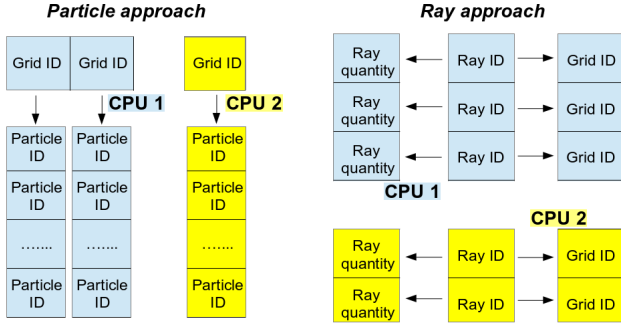 Particle approach
Grid ID Grid ID
Grid ID
CPU 1
CPU 2
Particle
ID
Particle
ID
Particle
ID
Particle
ID
Particle
ID
Particle
ID
.......
.......
.......
Particle
ID
Particle
ID
Particle
ID
Ray approach
Ray
quantity
Ray ID
Grid ID
Ray
quantity
Ray ID
Grid ID
Ray
quantity
Ray ID
Grid ID
CPU 1
CPU 2
Ray
quantity
Ray ID
Grid ID
Ray
quantity
Ray ID
Grid ID